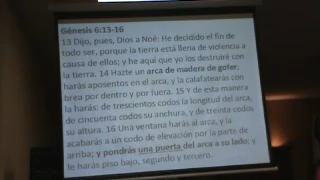 Génesis 6:13-16
13 Dijo, pues, Dios a Noé: He decidido el fin de
todo ser, porque la tierra está llena de violencia a
causa de ellos; y he aquí que yo los destruiré con
la tierra. 14 Hazte un arca de madera de gofer;
harás aposentos en el arca, y la calafatearás con
brea por dentro y por fuera. 15 Y de esta manera
la harás: de trescientos codos la longitud del arca,
de cincuenta codos su anchura, y de treinta codos
su altura. 16 Una ventana harás al arca, y la
acabarás a un codo de elevación por la parte de
arriba; y pondrás una puerta del arca a su lado; y
le harás piso bajo, segundo y tercero.